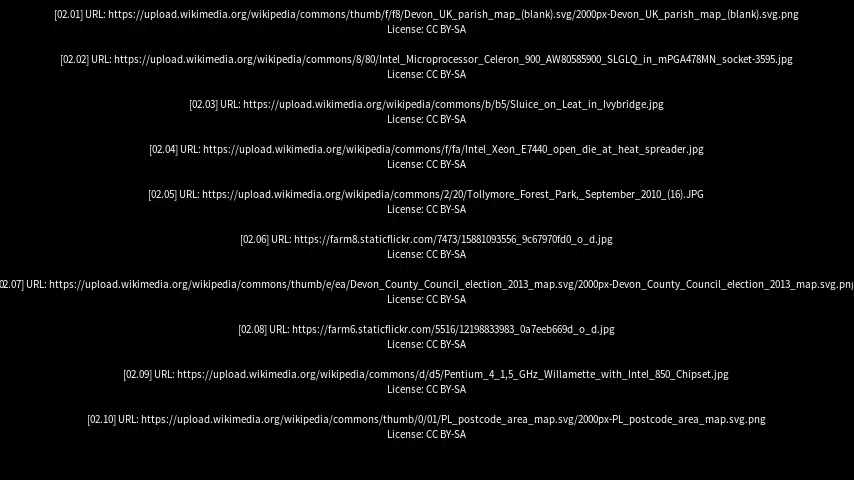 [02.01] URL: https://upload.wikimedia.org/wikipedia/commons/thumb/f/f8/Devon_UK_parish_map_(blank).svg/2000px-Devon_UK_parish_map_(blank).svg.png
License: CC BY-SA
[02.02] URL: https://upload.wikimedia.org/wikipedia/commons/8/80/Intel_Microprocessor_Celeron_900_AW80585900_SLGLQ_in_mPGA478MN_socket-3595.jpg
License: CC BY-SA
[02.03] URL: https://upload.wikimedia.org/wikipedia/commons/b/b5/Sluice_on_Leat_in_Ivybridge.jpg
License: CC BY-SA
[02.04] URL: https://upload.wikimedia.org/wikipedia/commons/f/fa/Intel_Xeon_E7440_open_die_at_heat_spreader.jpg
License: CC BY-SA
[02.05] URL: https://upload.wikimedia.org/wikipedia/commons/2/20/Tollymore_Forest_Park,_September_2010_(16).JPG
License: CC BY-SA
[02.06] URL: https://farm8.staticflickr.com/7473/15881093556_9c67970fd0_o_d.jpg
License: CC BY-SA
02.07] URL: https://upload.wikimedia.org/wikipedia/commons/thumb/e/ea/Devon_County_Council_election_2013_map.svg/2000px-Devon_County_Council_election_2013_map.svg.png
License: CC BY-SA
[02.08] URL: https://farm6.staticflickr.com/5516/12198833983_0a7eeb669d_o_d.jpg
License: CC BY-SA
[02.09] URL: https://upload.wikimedia.org/wikipedia/commons/d/d5/Pentium_4_1,5_GHz_Willamette_with_Intel_850_Chipset.jpg
License: CC BY-SA
[02.10] URL: https://upload.wikimedia.org/wikipedia/commons/thumb/0/01/PL_postcode_area_map.svg/2000px-PL_postcode_area_map.svg.png
License: CC BY-SA